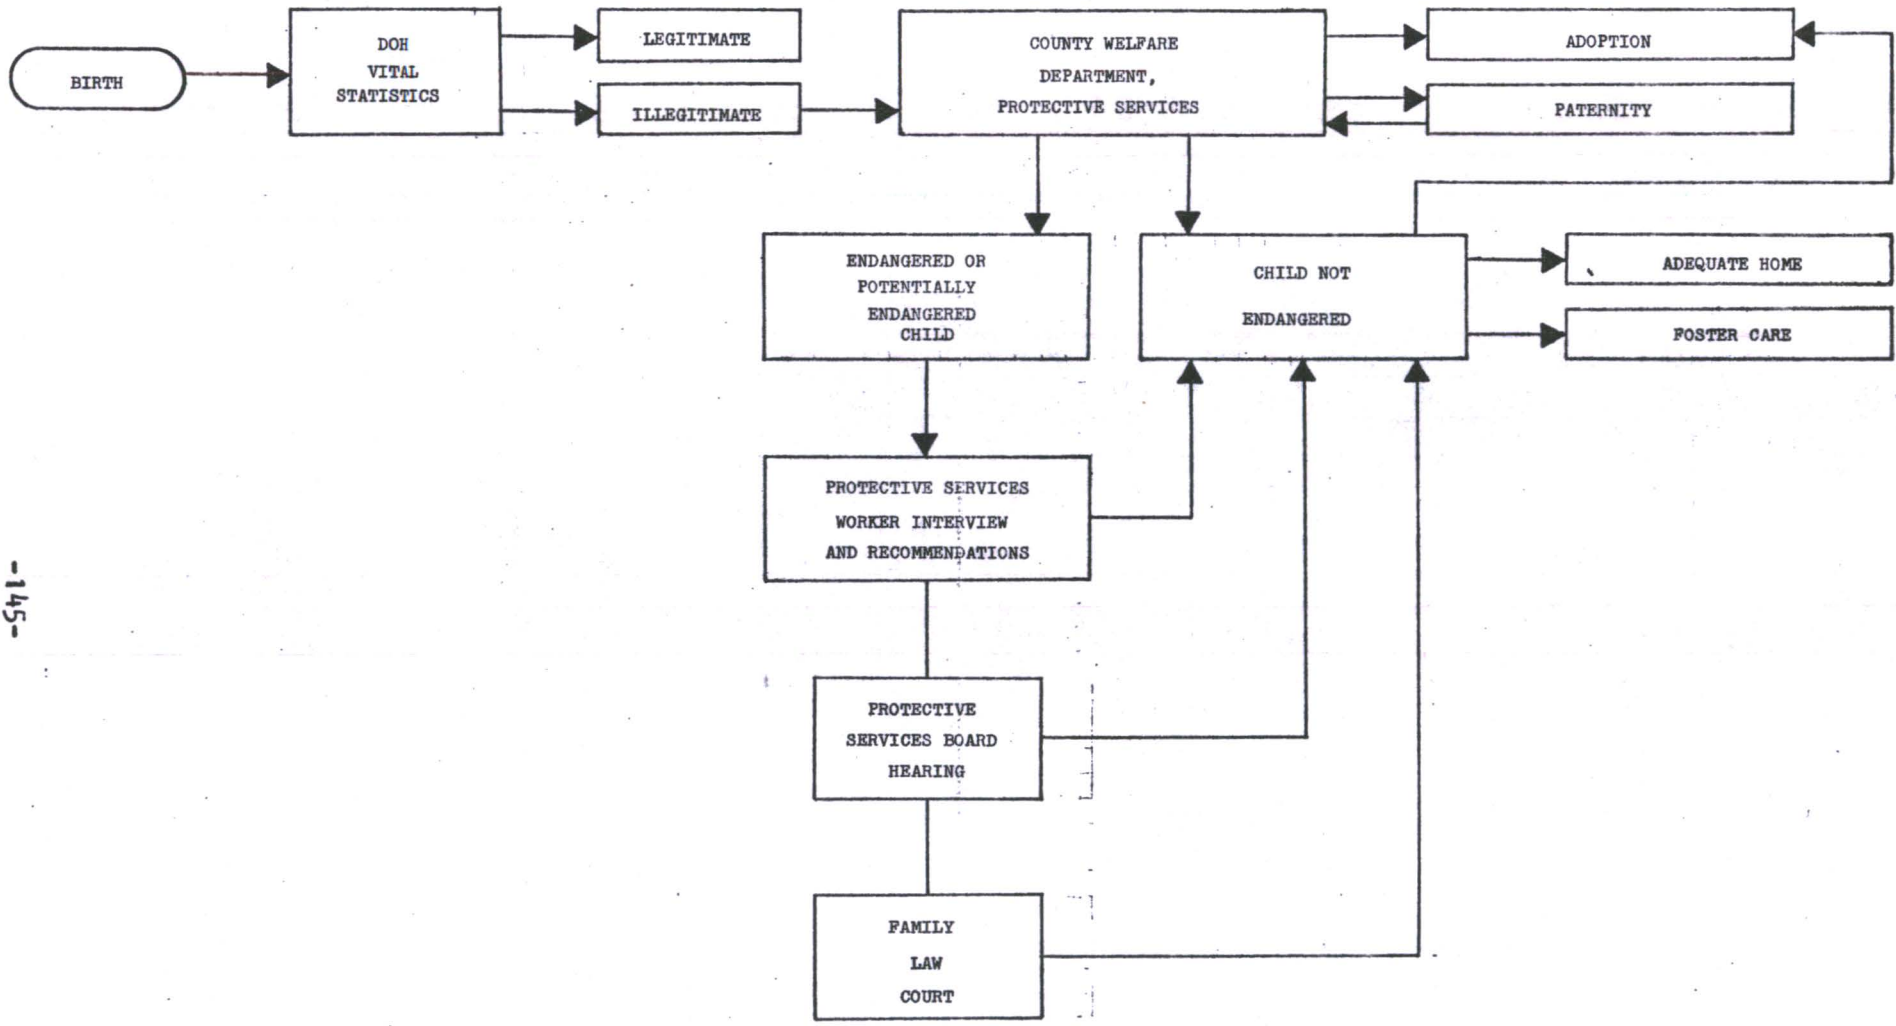 BIRTH
DOH
VITAL
STATISTICS
LEGITIMATE
ILLEGITIMATE
COUNTY WELFARE
DEPARTMENT,
PROTECTIVE SERVICES
ADOPTION
PATERNITY
ENDANGERED OR
POTENTIALLY
ENDANGERED
CHILD
CHILD NOT
ENDANGERED
ADEQUATE HOME
FOSTER CARE
PROTECTIVE SERVICES
WORKER INTERVIEW
AND RECOMMENDATIONS
PROTECTIVE
SERVICES BOARD
HEARING
FAMILY
LAW
COURT
-145-